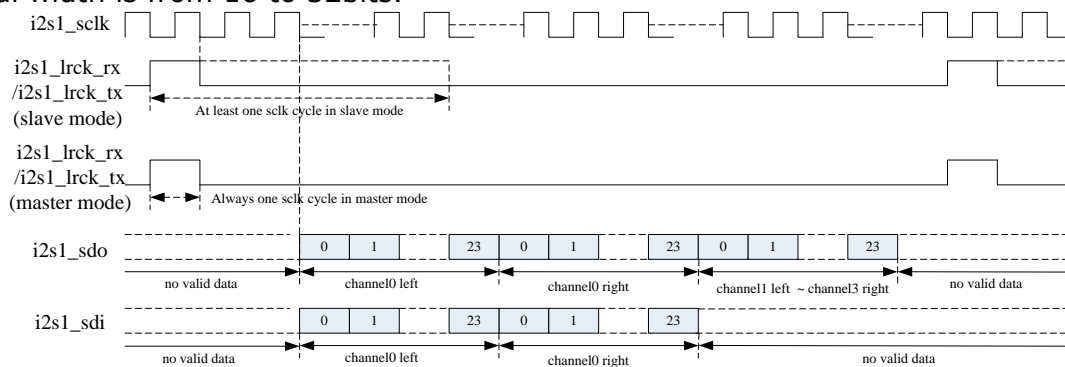 width is from to 32bits.
i2s1_sclk
i2s1_lrck_rx
/i2s1_lrck_tx
(slave mode)
At least one sclk cycle in slave mode
i2s1_lrck_rx
/i2s1_lrck_tx
(master mode)
Always one sclk cycle in master mode
i2s1_sdo
0 1 23 0 1 23 0 1 23
no valid data channel0 left channel0 right channel1 left ~ channel3 right no valid data
i2s1_sdi
0 1 23 0 1 23
no valid data channel0 left channel0 right no valid data